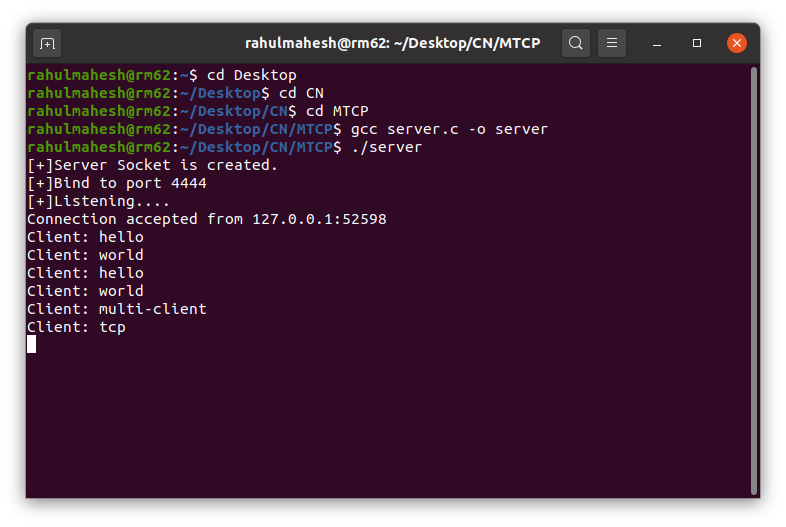 rahulmahesh@rm62: ~/Desktop/CN/MTCP
rahulmahesh@rm62:~$ cd Desktop
rahulmahesh@rm62:~/Desktop$ cd CN
rahulmahesh@rm62:~/Desktop/CN$ cd MTCP
rahulmahesh@rm62:~/Desktop/CN/MTCP$ gcc server.c -o server
rahulmahesh@rm62:~/Desktop/CN/MTCP$ ./server
[+]Server Socket is created.
[+]Bind to port 4444
[+]Listening....
Connection accepted from 127.0.0.1:52598
Client: hello
Client: world
Client: hello
Client: world
Client: multi-client
Client: tcp